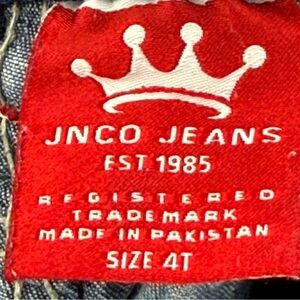 JNCO JEANS
EST 1985
REGISTERED
TRADEMARK
MADE IN PAKISTAN
SIZE 4T